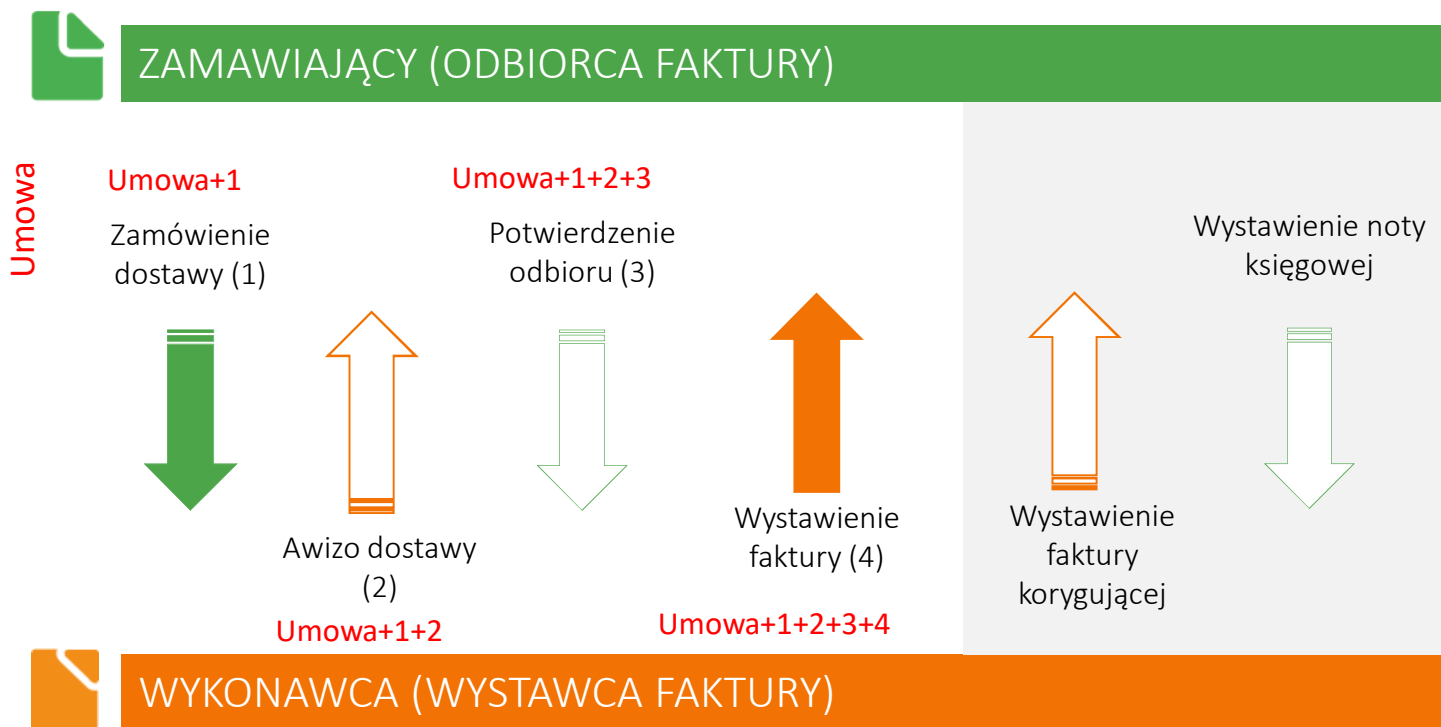 ZAMAWIAJĄCY (ODBIORCA FAKTURY)
Umowa
Umowa+1
Zamówienie
dostawy (1)
Awizo dostawy
(2)
Umowa+1+2
Umowa+1+2+3
Potwierdzenie
odbioru (3)
Wystawienie
faktury (4)
Umowa+1+2+3+4
Wystawienie
faktury
korygującej
Wystawienie noty
księgowej
WYKONAWCA (WYSTAWCA FAKTURY)